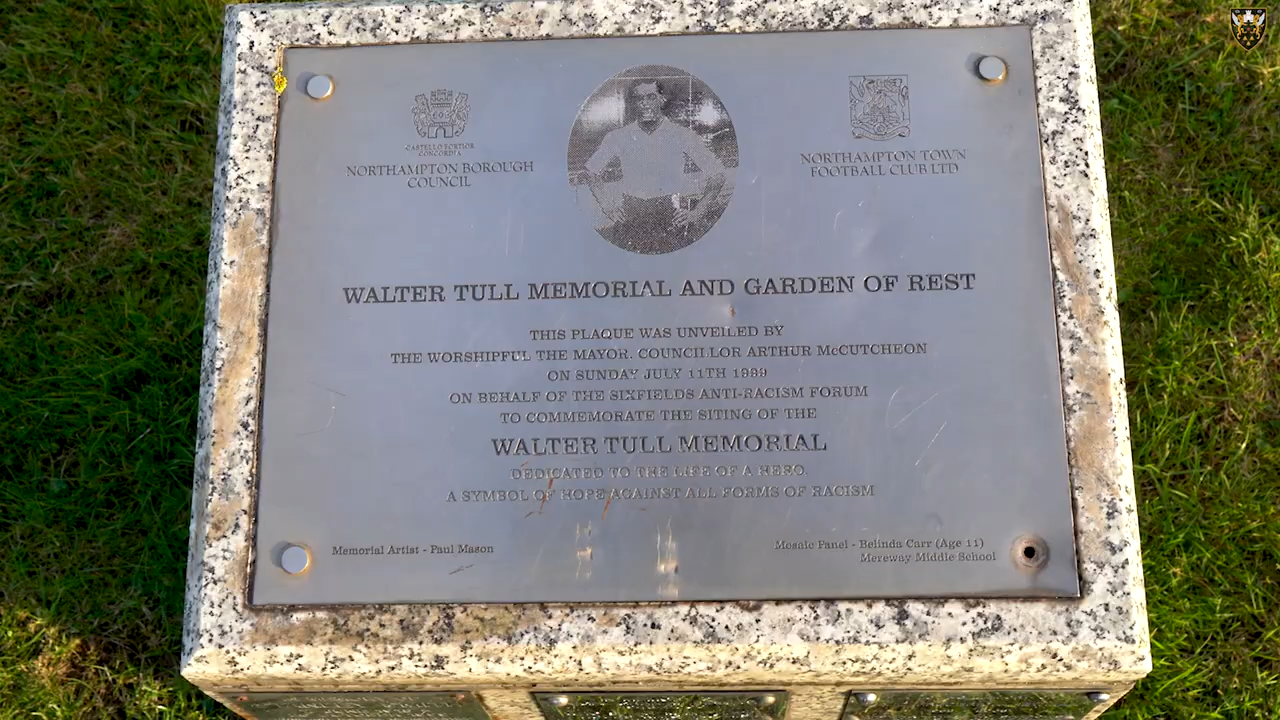 CASTELLO FORTIOR
CONCORDIA
NORTHAMPTON BOROUGH
COUNCIL
NORTHAMPTON TOWN
FOOTBALL CLUB LTD
WALTER TULL MEMORIAL AND GARDEN OF REST
THIS PLAQUE WAS UNVEILED BY
THE WORSHIPFUL THE MAYOR. COUNCILLOR ARTHUR McCUTCHEON
ON SUNDAY JULY 11TH 1999
ON BEHALF OF THE SIXFIELDS ANTI-RACISM FORUM
TO COMMEMORATE THE SITING OF THE
WALTER TULL MEMORIAL
DEDICATED TO THE LIFE OF A HERO.
A SYMBOL OF HOPE AGAINST ALL FORMS OF RACISM
Memorial Artist - Paul Mason
Mosaic Panel - Belinda Carr (Age 11)
Mereway Middle School